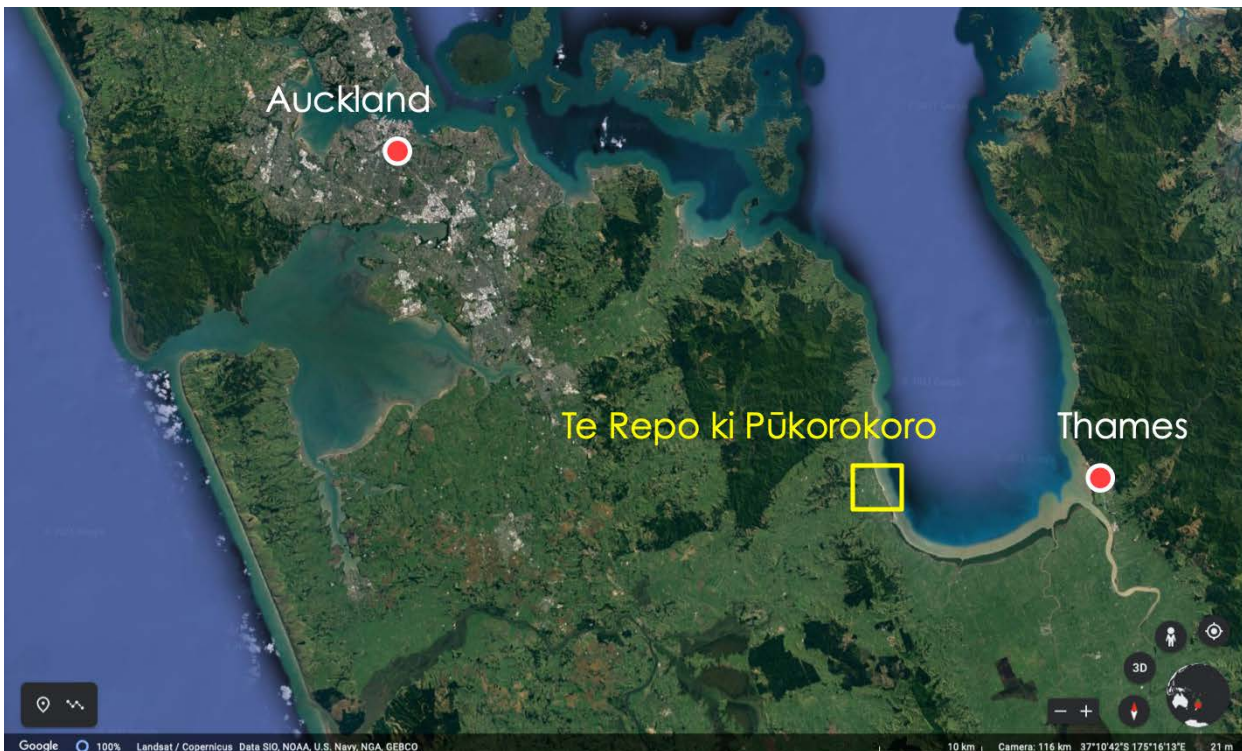 Auckland
Te Repo ki Pūkorokoro
Thames
3D
Google 100% Landsat / Copernicus Data SIO, NOAA, U.S. Navy, NGA, GEBCO 10 km Camera: 116 km 37°10'42"S 175°16'13"E 21 m